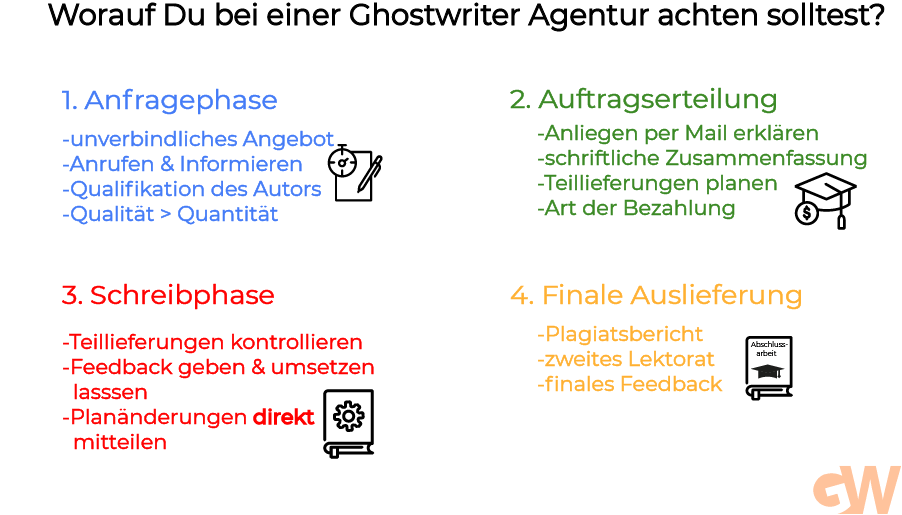 Worauf Du bei einer Ghostwriter Agentur achten solltest?
1. Anfragephase
-unverbindliches Angebot
-Anrufen & Informieren
-Qualifikation des Autors
-Qualität > Quantität
2. Auftragserteilung
-Anliegen per Mail erklären
-schriftliche Zusammenfassung
-Teillieferungen planen
-Art der Bezahlung
$
3. Schreibphase
-Teillieferungen kontrollieren
-Feedback geben & umsetzen
lasssen
-Planänderungen direkt
mitteilen
4. Finale Auslieferung
-Plagiatsbericht
-zweites Lektorat
-finales Feedback
Abschluss-
arbeit
GW